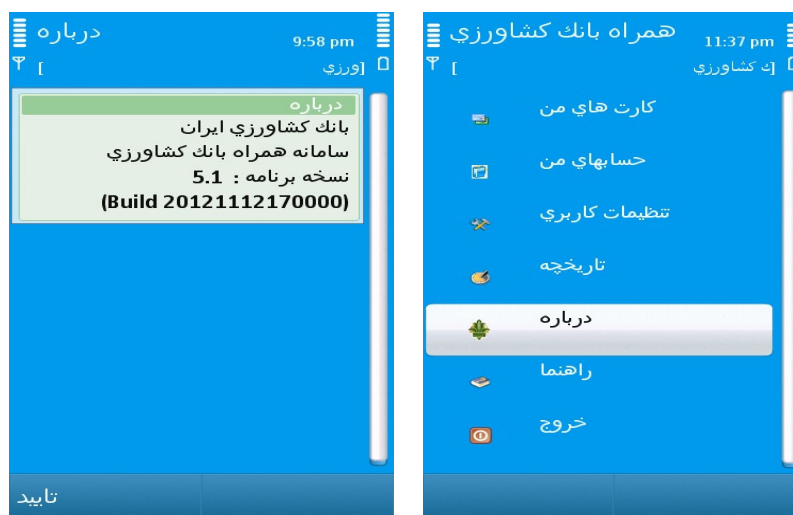 درباره
9:58 pm
[ورزي ]
درباره
بانك كشاورزي ايران
سامانه همراه بانك كشاورزي
نسخه برنامه : 5.1
(Build 20121112170000)
تاييد
همراه بانك كشاورزي
11:37 pm
[ك كشاورزي ]
كارت هاي من
حسابهاي من
تنظيمات كاربري
تاريخچه
درباره
راهنما
خروج